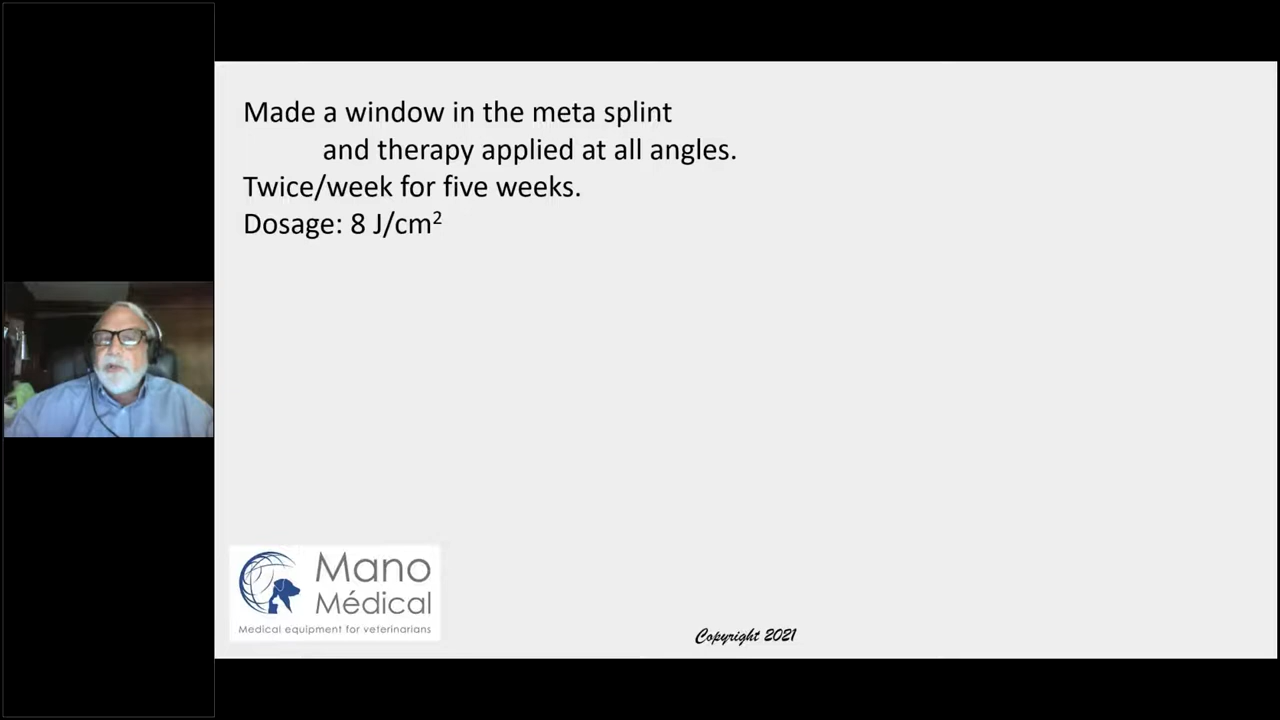 Made a window in the meta splint
and therapy applied at all angles.
Twice/week for five weeks.
Dosage: 8 J/cm²
Mano
Médical
Medical equipment for veterinarians
Copyright 2021